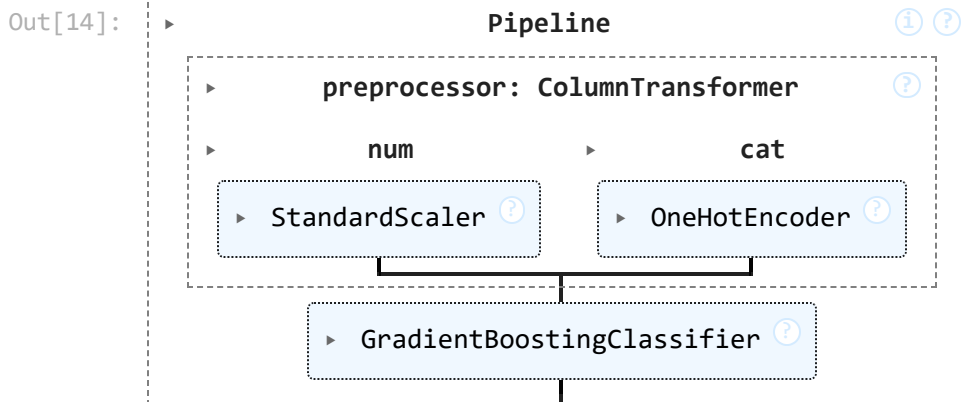 Out[14]: ▸ Pipeline i ?
▸ preprocessor: ColumnTransformer ?
▸ num ▸ cat
▸ StandardScaler ? ▸ OneHotEncoder ?
▸ GradientBoostingClassifier ?